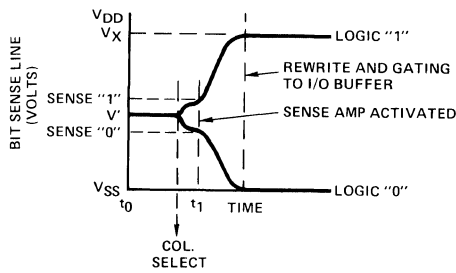 VDD
VX
LOGIC "1"
BIT SENSE LINE
(VOLTS)
REWRITE AND GATING
TO I/O BUFFER
SENSE "1"
V'
SENSE "0"
SENSE AMP ACTIVATED
VSS
LOGIC "0"
t0
t1
TIME
COL.
SELECT